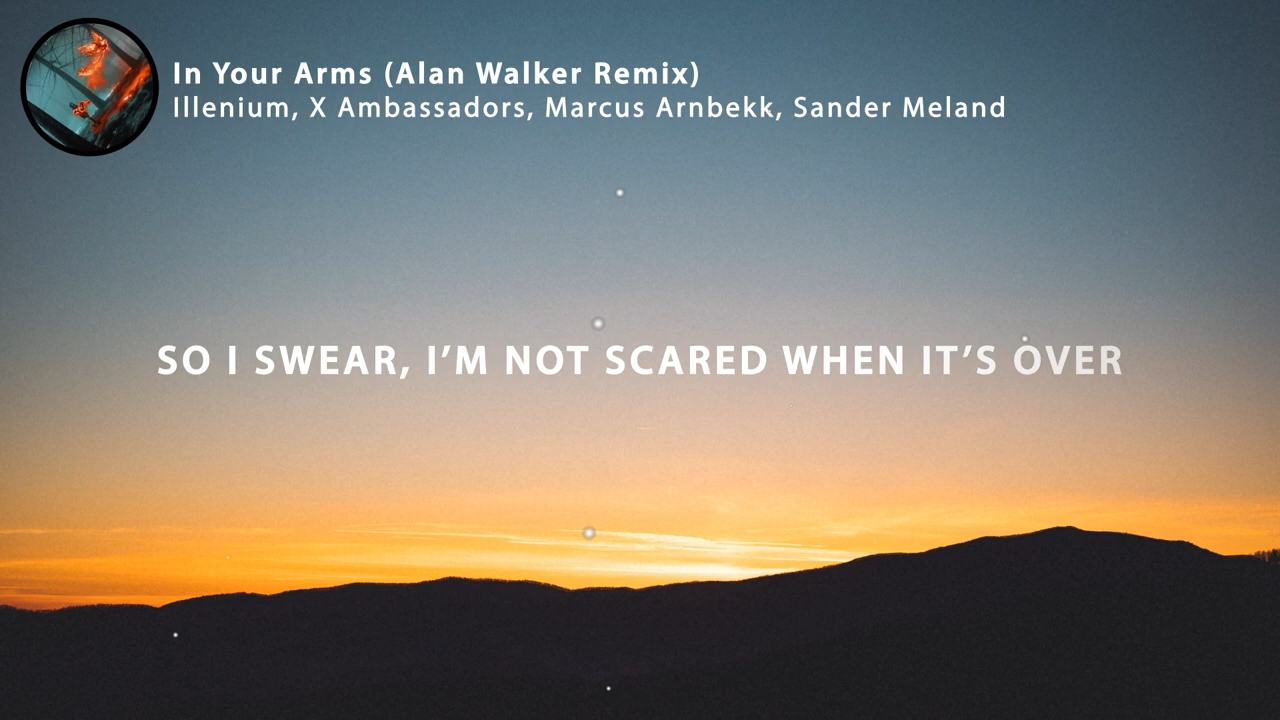 In Your Arms (Alan Walker Remix)
Illenium, X Ambassadors, Marcus Arnbekk, Sander Meland
SO I SWEAR, I’M NOT SCARED WHEN IT’S OVER